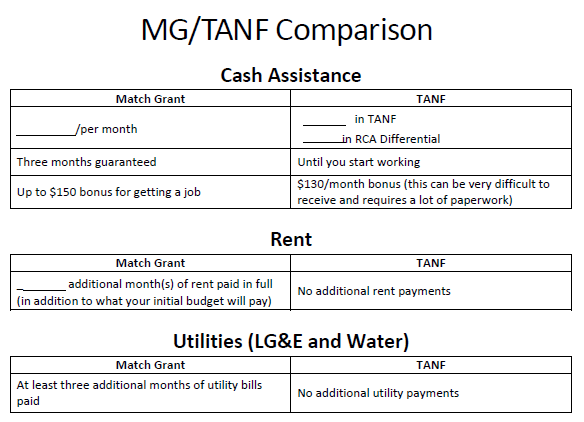 MG/TANF Comparison
Cash Assistance
Match Grant
TANF
__________/per month
_______ in TANF
______in RCA Differential
Three months guaranteed
Until you start working
Up to $150 bonus for getting a job
$130/month bonus (this can be very difficult to
receive and requires a lot of paperwork)
Rent
Match Grant
TANF
________ additional month(s) of rent paid in full
(in addition to what your initial budget will pay)
No additional rent payments
Utilities (LG&E and Water)
Match Grant
TANF
At least three additional months of utility bills
paid
No additional utility payments